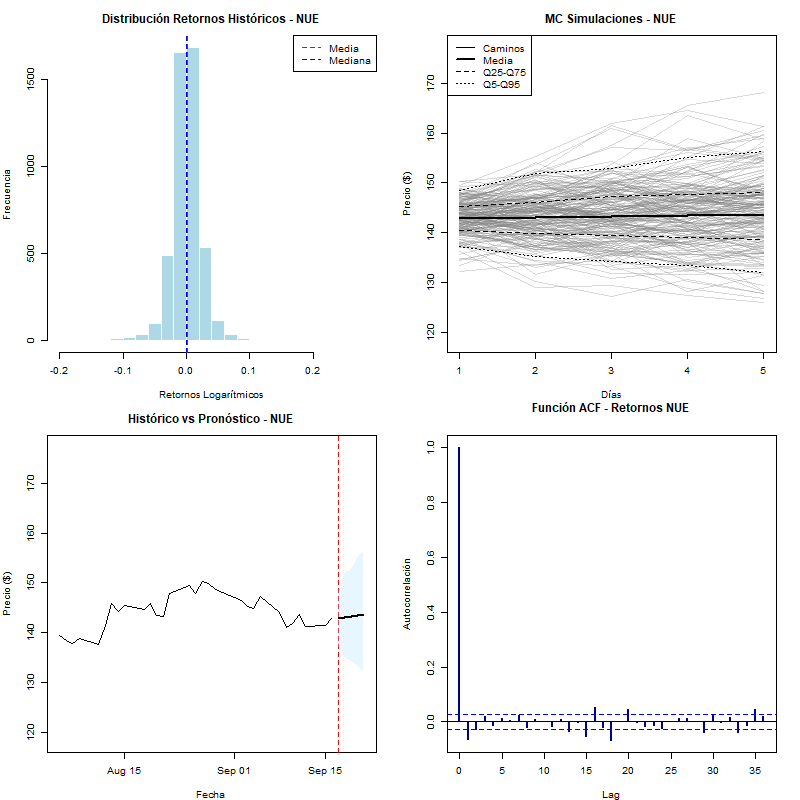 Distribución Retornos Históricos - NUE
Media
Mediana
Frecuencia
0
500
1000
1500
-0.2
-0.1
0.0
0.1
0.2
Retornos Logarítmicos
MC Simulaciones - NUE
Caminos
Media
Q25-Q75
Q5-Q95
Precio ($)
120
130
140
150
160
170
1
2
3
4
5
Días
Histórico vs Pronóstico - NUE
Precio ($)
120
130
140
150
160
170
Aug 15
Sep 01
Sep 15
Fecha
Función ACF - Retornos NUE
Autocorrelación
0.0
0.2
0.4
0.6
0.8
1.0
0
5
10
15
20
25
30
35
Lag